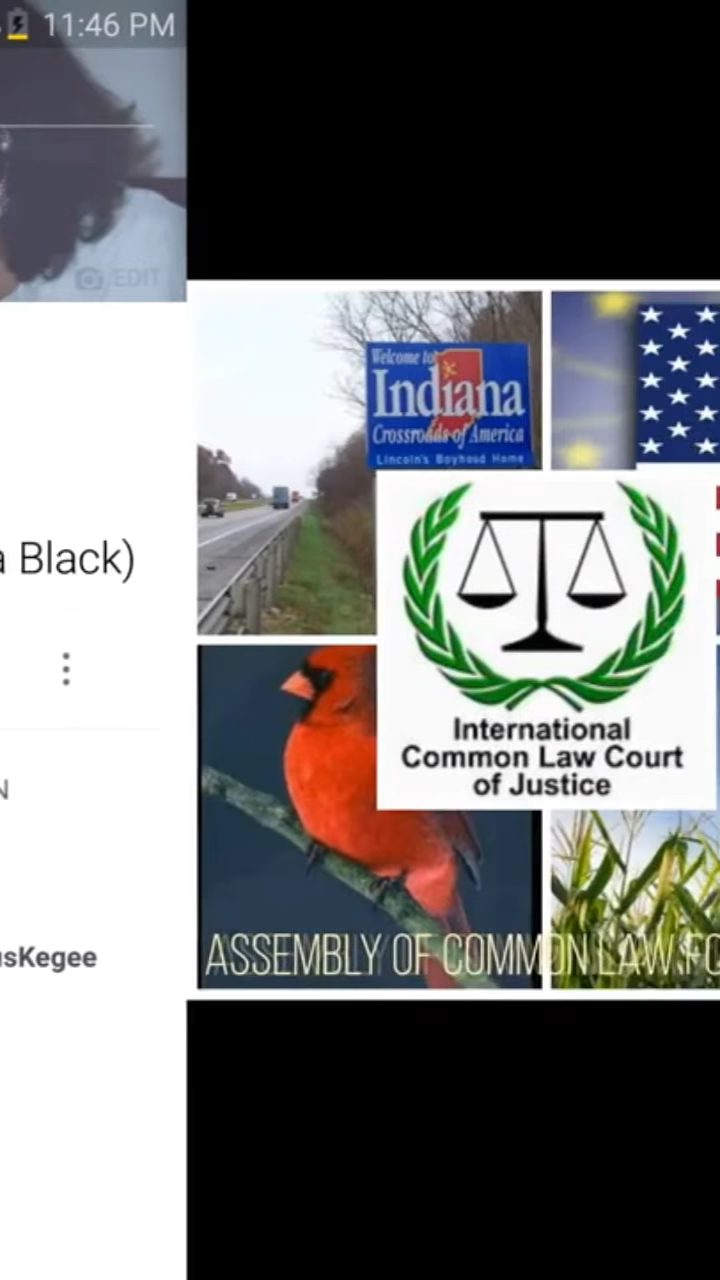 11:46 PM
EDIT
a Black)
N
usKegee
Welcome to
Indiana
Crossroads of America
Lincoln's Boyhood Home
International
Common Law Court
of Justice
ASSEMBLY OF COMMON LAW FO